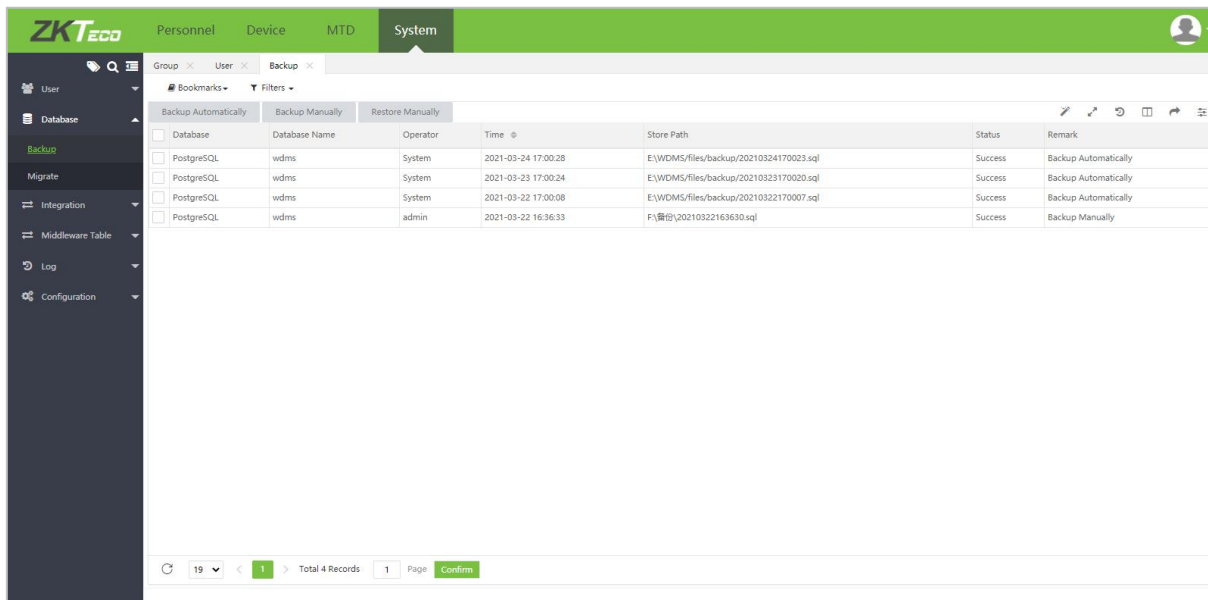 ZKTeco Personnel Device MTD System
Group User Backup
User
Bookmarks Filters
Database
Backup Automatically Backup Manually Restore Manually
Database Database Name Operator Time Store Path Status Remark
Backup
PostgreSQL wdms System 2021-03-24 17:00:28 E:\WDMS/files/backup/20210324170023.sql Success Backup Automatically
Migrate
PostgreSQL wdms System 2021-03-23 17:00:24 E:\WDMS/files/backup/20210323170020.sql Success Backup Automatically
PostgreSQL wdms System 2021-03-22 17:00:08 E:\WDMS/files/backup/20210322170007.sql Success Backup Automatically
Integration
PostgreSQL wdms admin 2021-03-22 16:36:33 F:\备份\20210322163630.sql Success Backup Manually
Middleware Table
Log
Configuration
19 1 Total 4 Records 1 Page Confirm